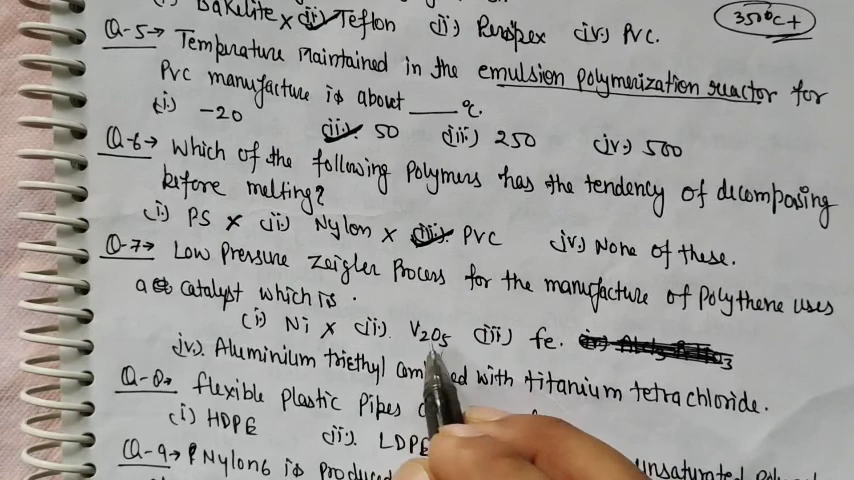 Bakelite × (ii) Teflon (ii) Perspex (iv.) PVC.
350°C+
Q-5→ Temperature Maintained in the emulsion polymerization reactor for
PVC manufacture is about ___ °C.
(i) -20 (ii.) 50 (iii.) 250 (iv.) 500
Q-6→ Which of the following Polymers has the tendency of decomposing
before melting?
(i.) PS × (ii) Nylon × (iii.) PVC (iv.) None of these.
Q-7→ Low Pressure Zeigler Process for the manufacture of Polythene uses
a catalyst which is.
(i) Ni × (ii). V2O5 (iii) fe.
(iv.). Aluminium triethyl with titanium tetrachloride.
Q-8→ flexible Plastic Pipes
(i) HDPE (ii). LDPE
Q-9→ Nylon6 is produced unsaturated